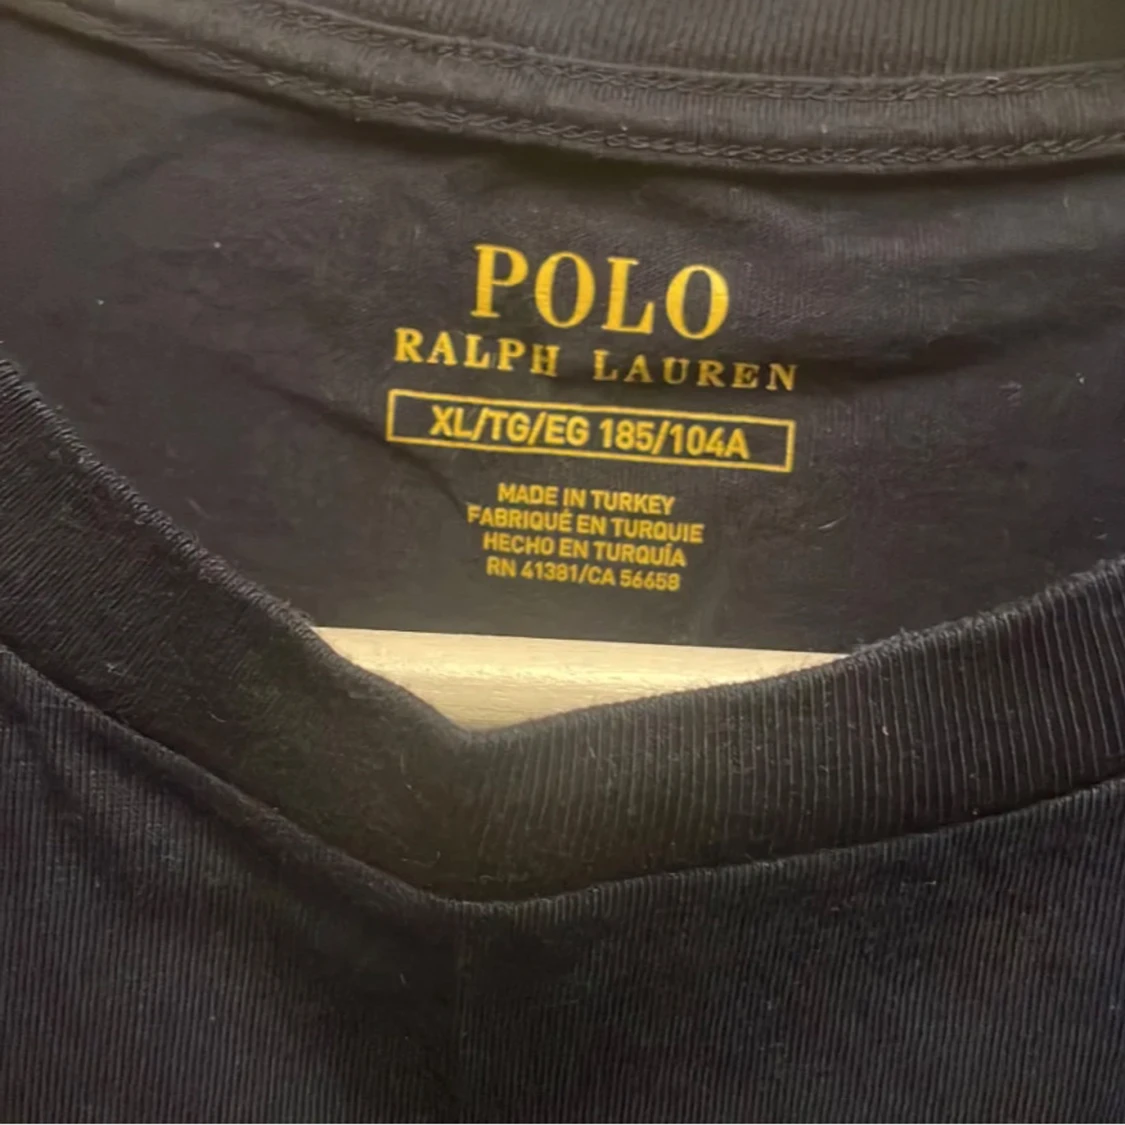 POLO
RALPH LAUREN
XL/TG/EG 185/104A
MADE IN TURKEY
FABRIQUÉ EN TURQUIE
HECHO EN TURQUÍA
RN 41381/CA 56658